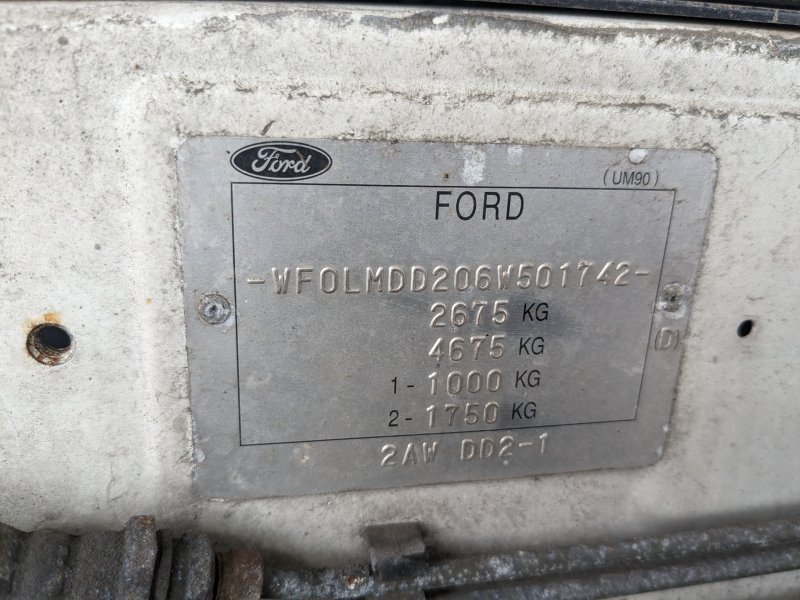 Ford
(UM90)
FORD
-WF0LMDD206W501742-
2675 KG
4675 KG
(D)
1-1000 KG
2-1750 KG
2AW DD2-1